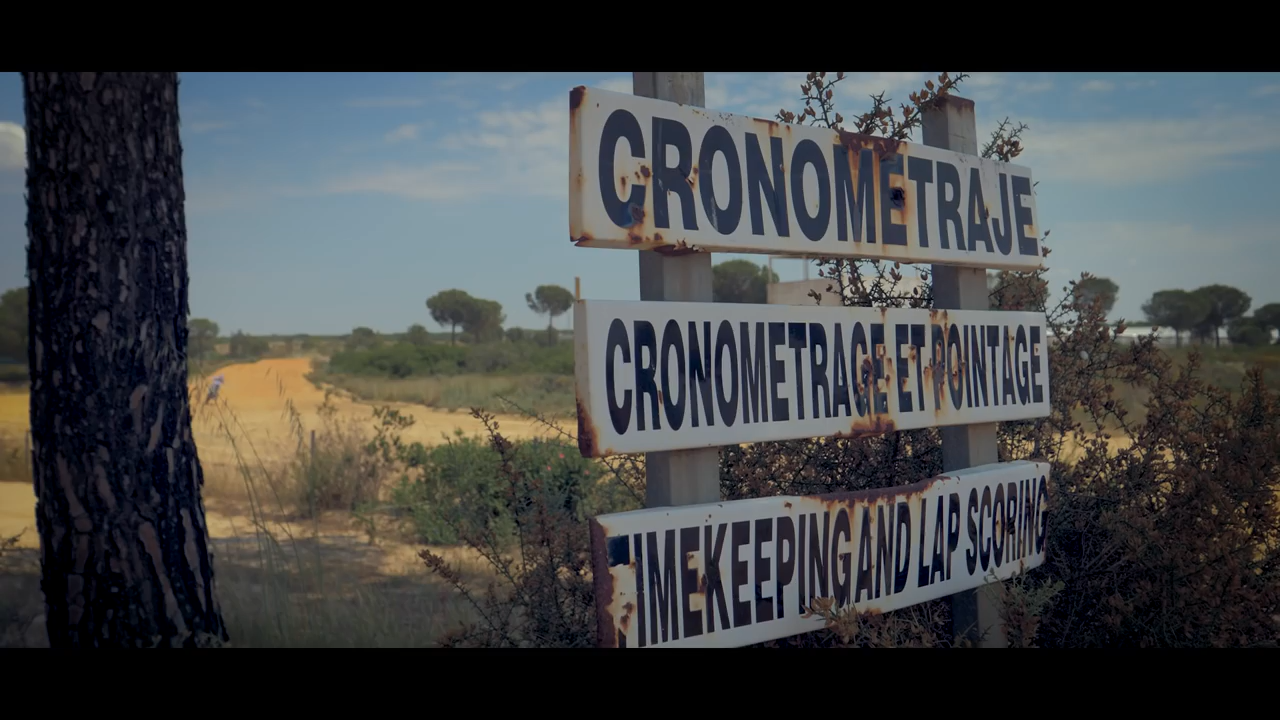 CRONOMETRAJE
CRONOMETRAGE ET POINTAGE
TIMEKEEPING AND LAP SCORING